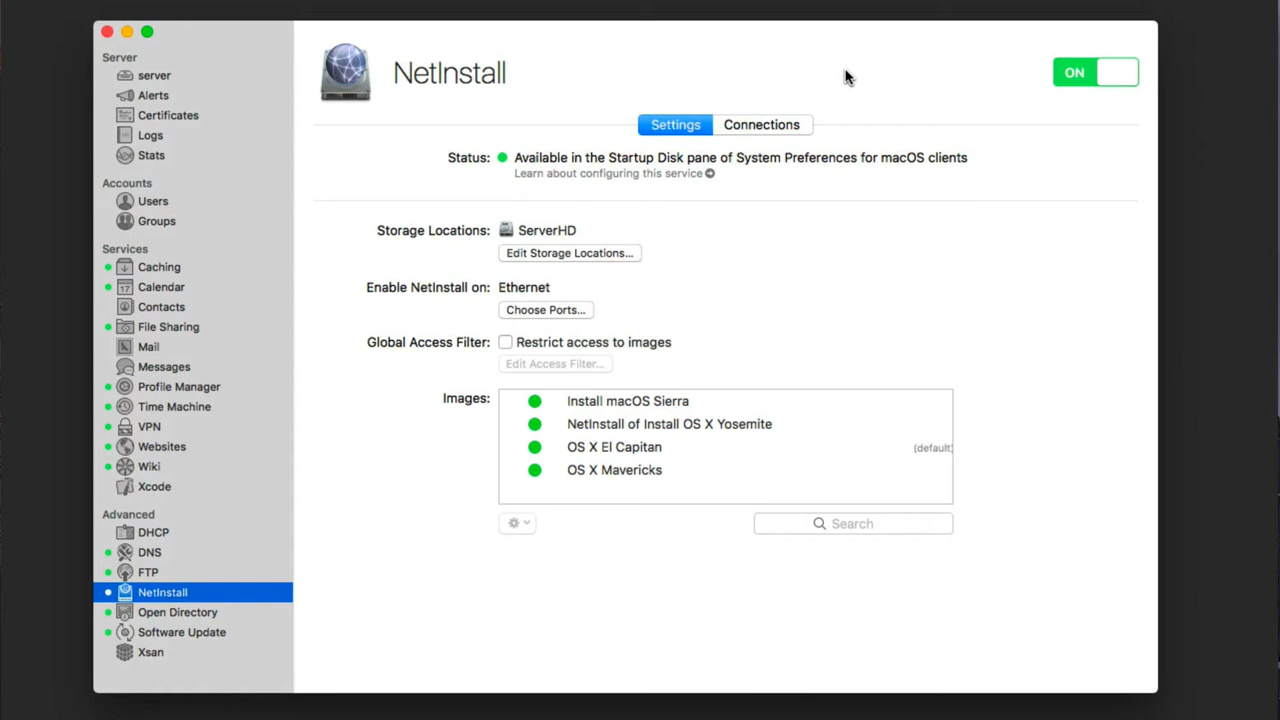 Server
server
Alerts
Certificates
Logs
Stats
Accounts
Users
Groups
Services
Caching
17 Calendar
Contacts
File Sharing
Mail
Messages
Profile Manager
Time Machine
VPN
Websites
Wiki
Xcode
Advanced
DHCP
DNS
FTP
NetInstall
Open Directory
Software Update
Xsan
NetInstall
ON
Settings Connections
Status: Available in the Startup Disk pane of System Preferences for macOS clients
Learn about configuring this service
Storage Locations: ServerHD
Edit Storage Locations...
Enable NetInstall on: Ethernet
Choose Ports...
Global Access Filter: Restrict access to images
Edit Access Filter...
Images: Install macOS Sierra
NetInstall of Install OS X Yosemite
OS X El Capitan (default)
OS X Mavericks
Search